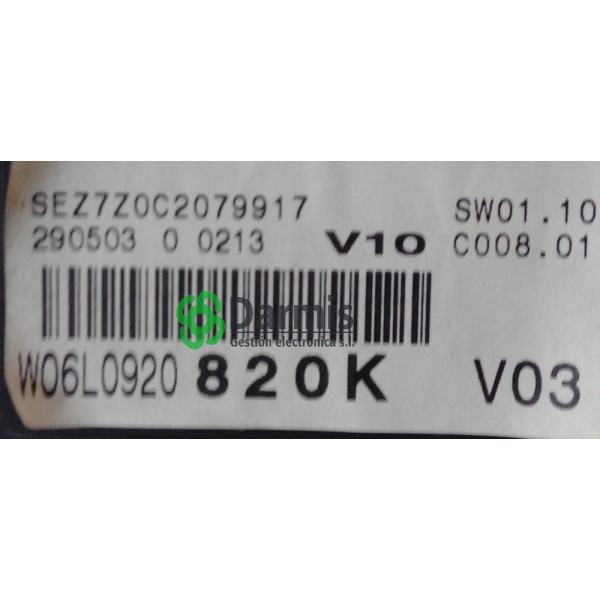 SEZ7Z0C2079917 SW01.10
290503 0 0213 V10 C008.01
Darmis
Gestión electrónica s.l.
W06L0920 820K V03